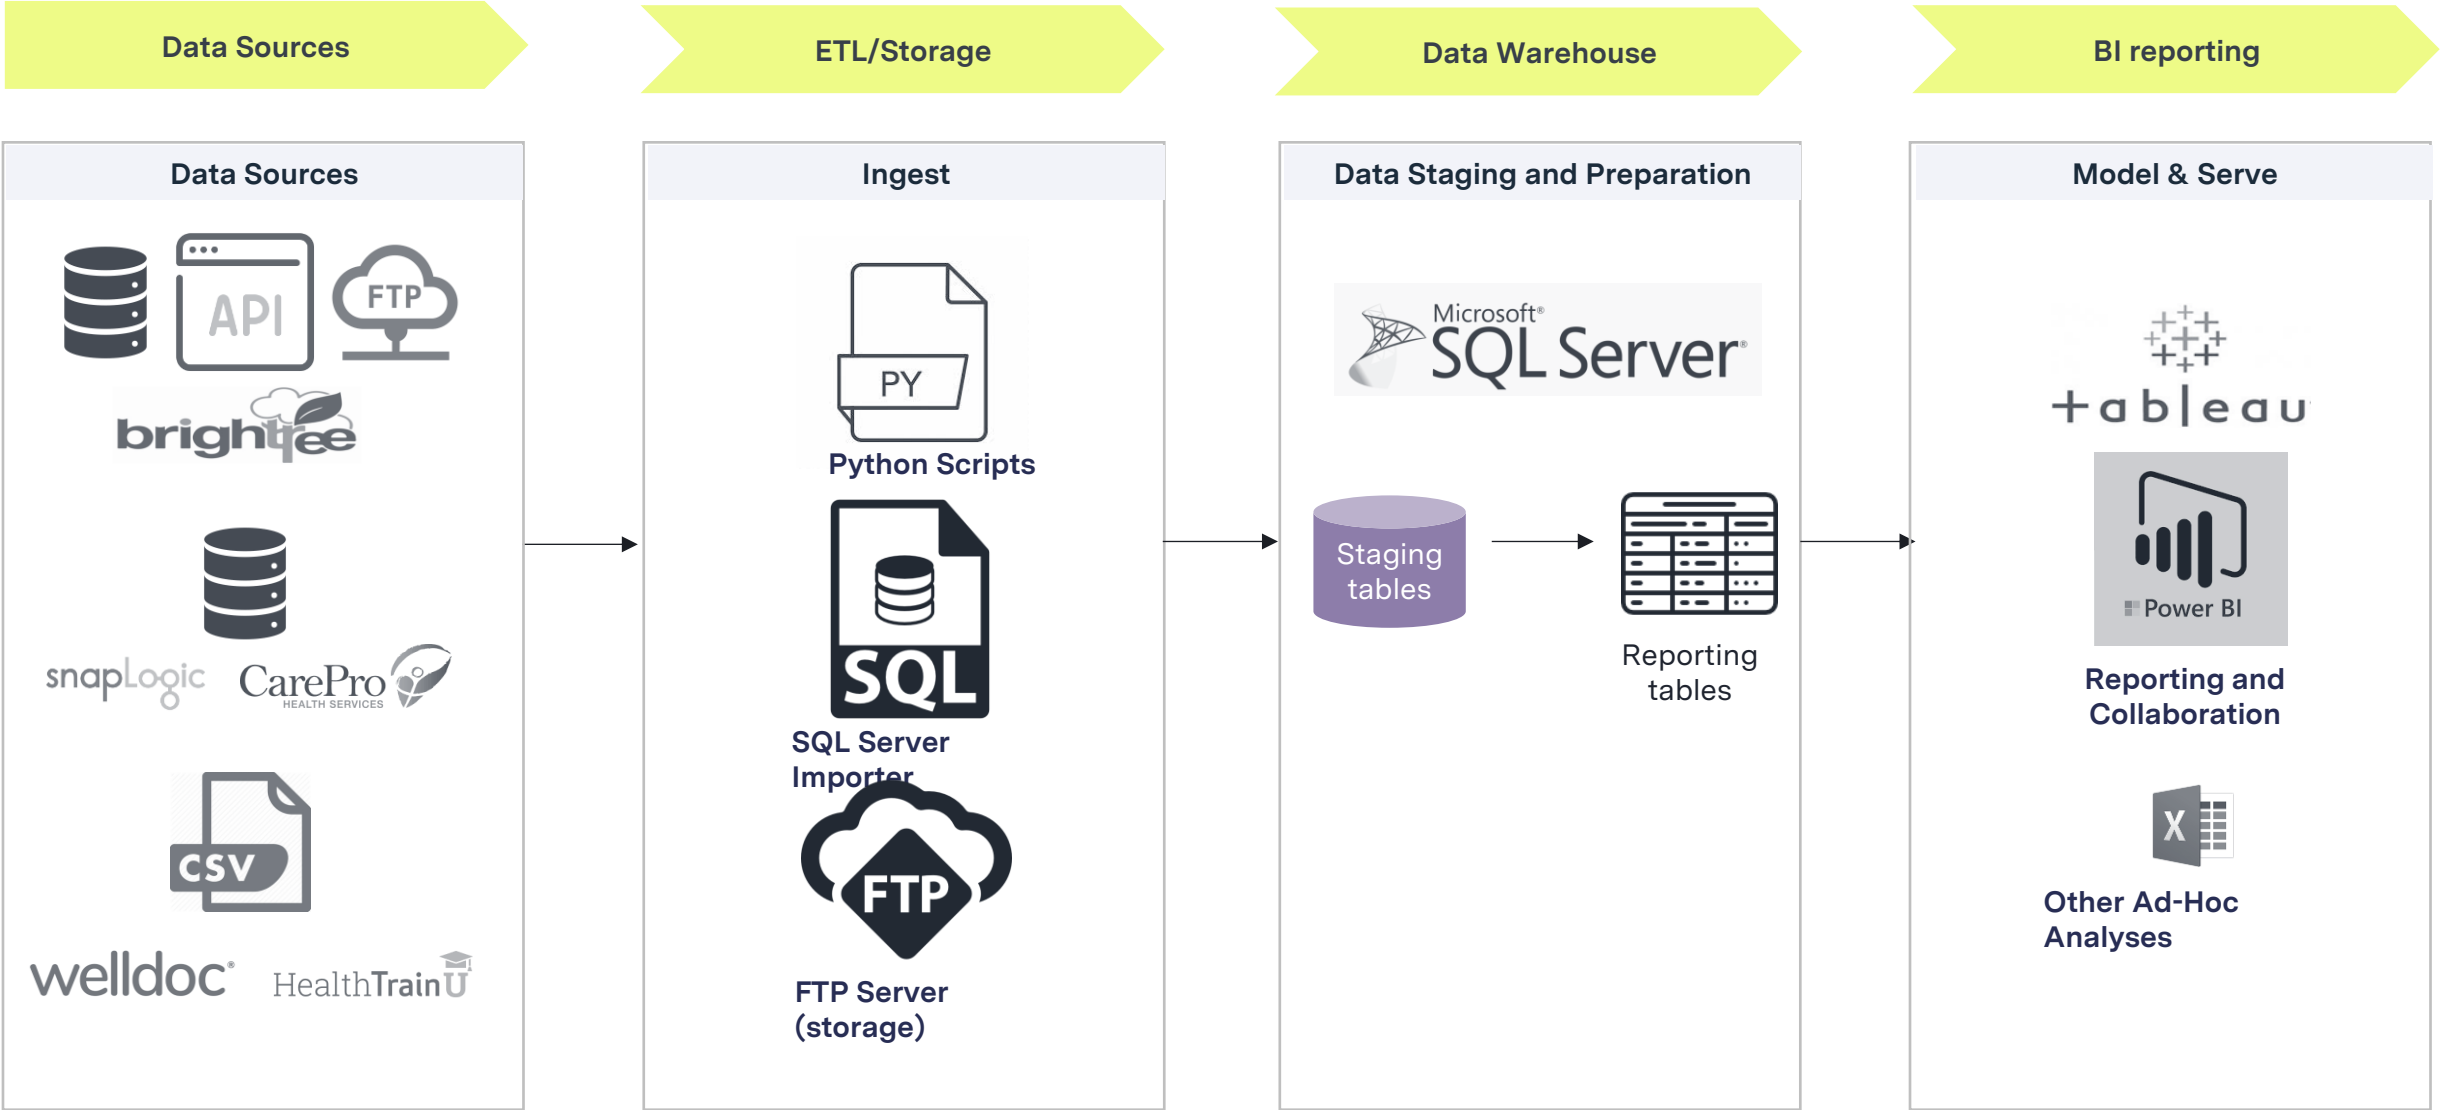 Data Sources
ETL/Storage
Data Warehouse
BI reporting
Data Sources
API
FTP
brightree
snapLogic
CarePro
HEALTH SERVICES
CSV
welldoc®
HealthTrainU
Ingest
PY
Python Scripts
SQL
SQL Server
Importer
FTP
FTP Server
(storage)
Data Staging and Preparation
Microsoft®
SQL Server®
Staging
tables
Reporting
tables
Model & Serve
+ableau
Power BI
Reporting and
Collaboration
X
Other Ad-Hoc
Analyses